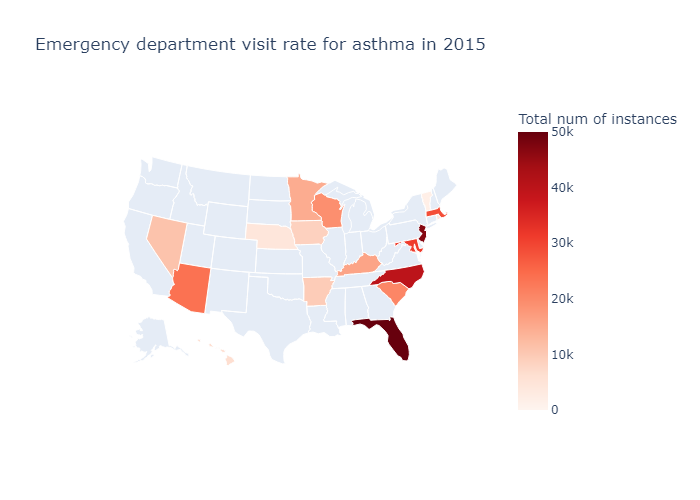 Emergency department visit rate for asthma in 2015
Total num of instances
50k
40k
30k
20k
10k
0